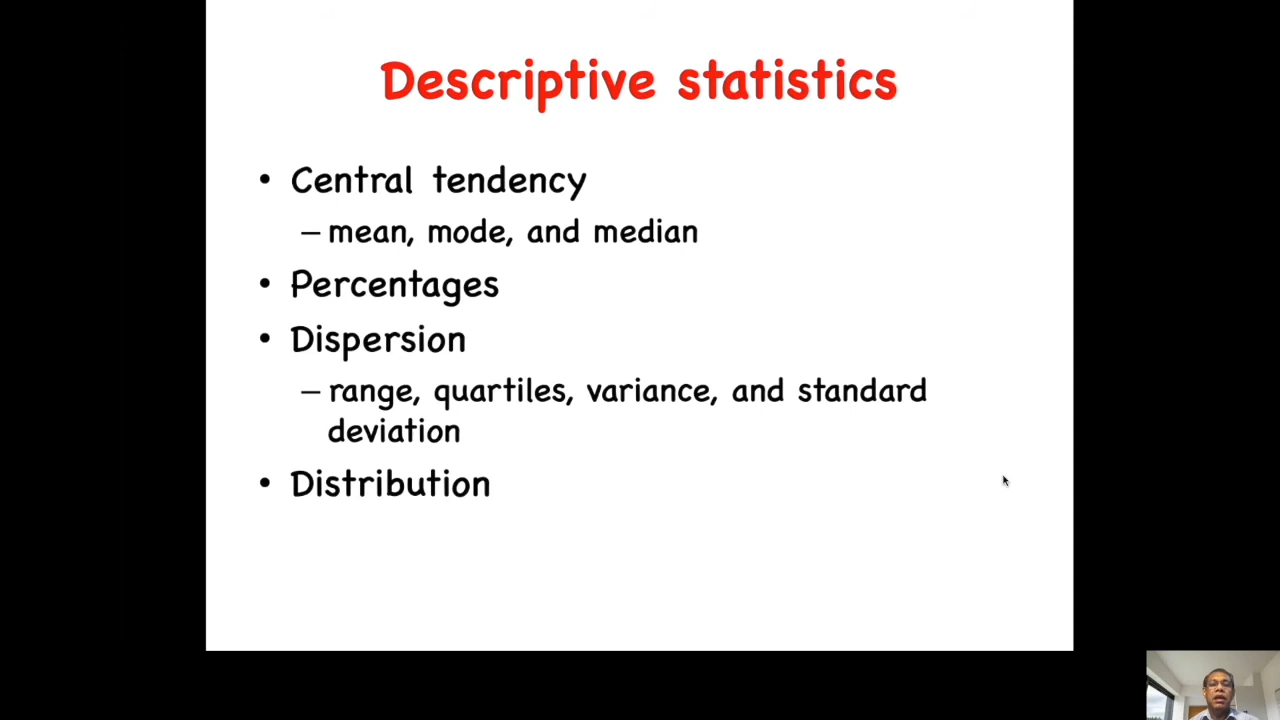 Descriptive statistics
• Central tendency
– mean, mode, and median
• Percentages
• Dispersion
– range, quartiles, variance, and standard
deviation
• Distribution